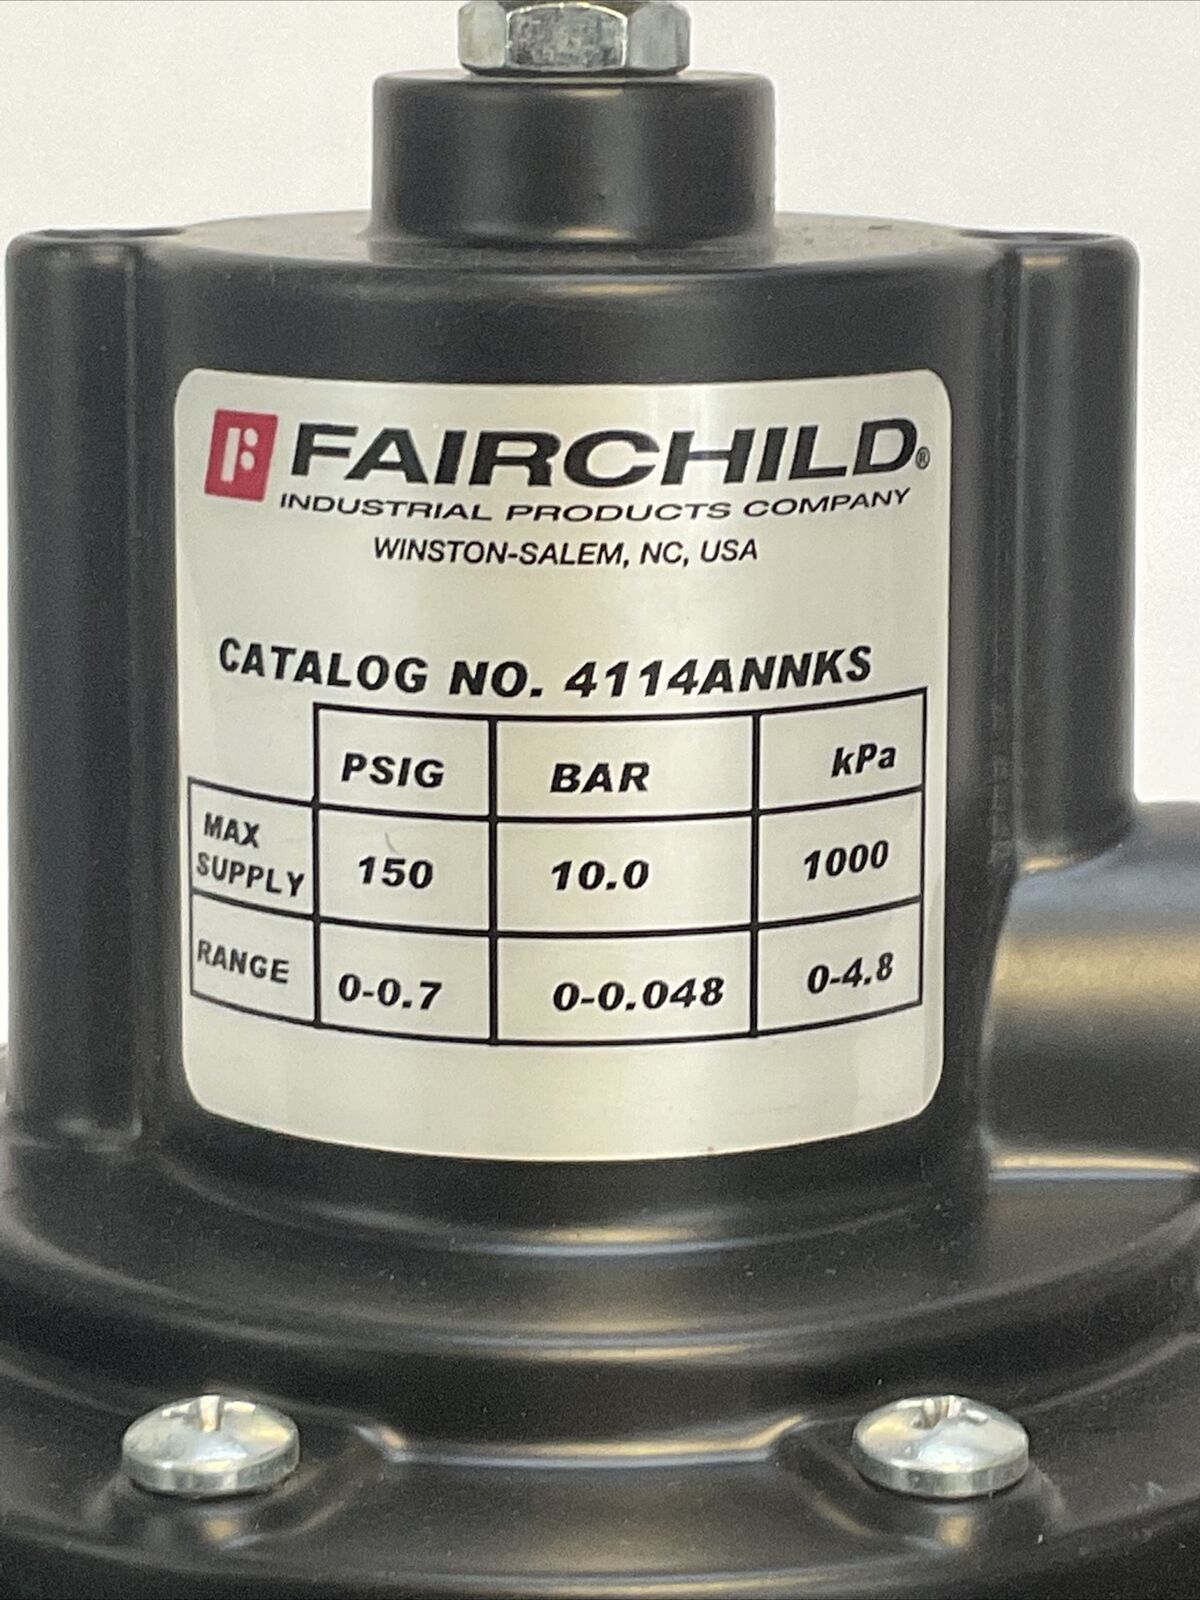 FAIRCHILD®
INDUSTRIAL PRODUCTS COMPANY
WINSTON-SALEM, NC, USA
CATALOG NO. 4114ANNKS
PSIG BAR kPa
MAX SUPPLY 150 10.0 1000
RANGE 0-0.7 0-0.048 0-4.8